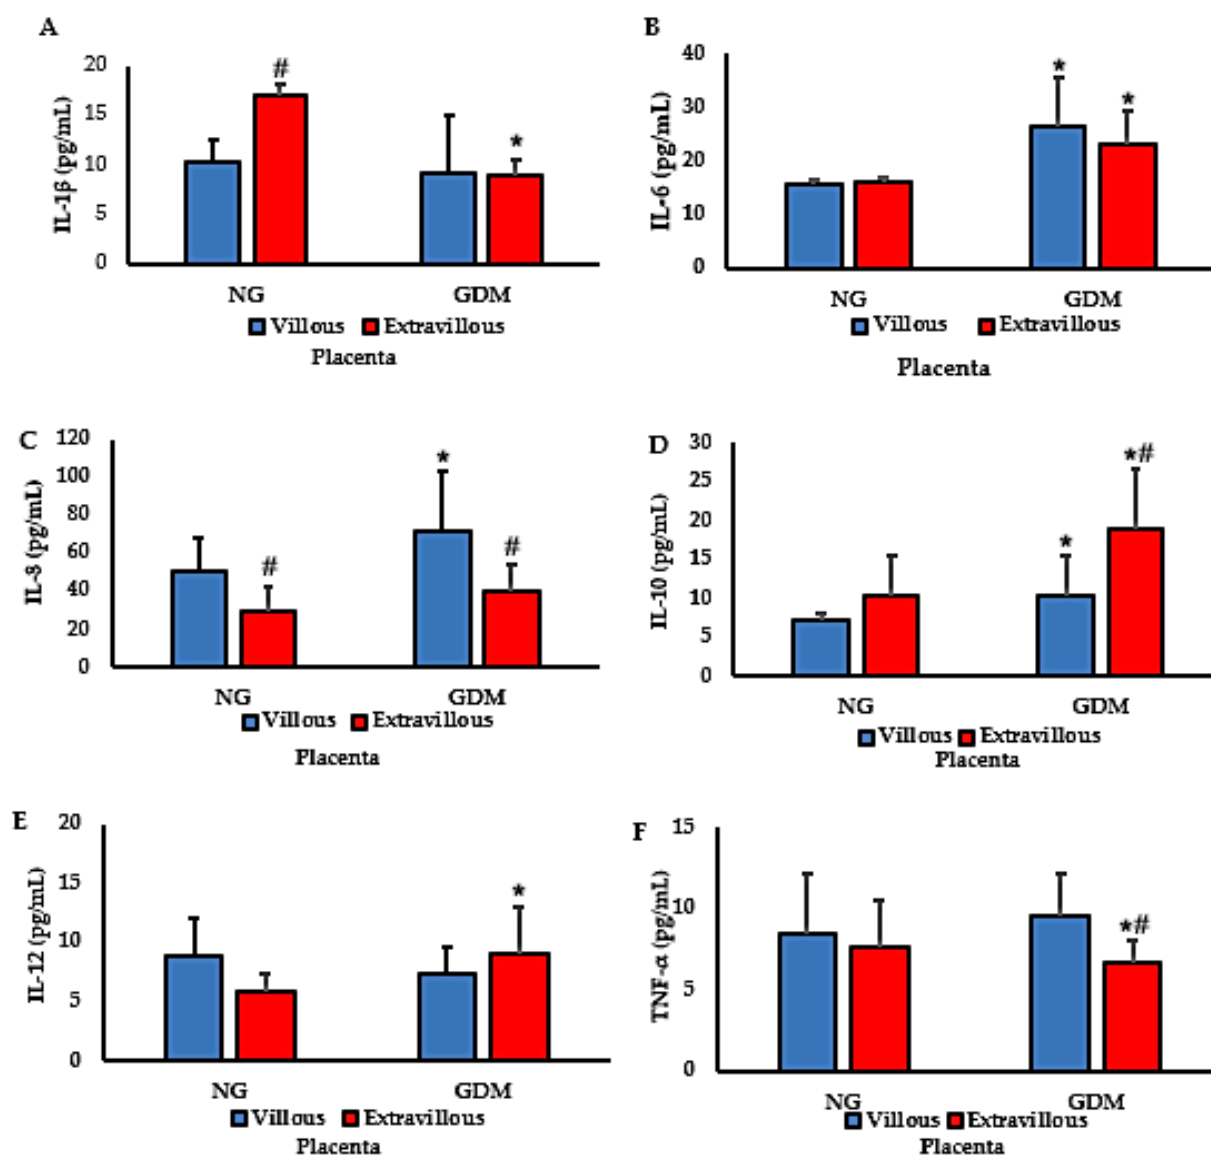 A
IL-1β (pg/mL)
20
15
10
5
0
#
*
NG GDM
Villous Extravillous
Placenta
B
IL-6 (pg/mL)
40
30
20
10
0
* *
NG GDM
Villous Extravillous
Placenta
C
IL-8 (pg/mL)
120
100
80
60
40
20
0
#
* #
NG GDM
Villous Extravillous
Placenta
D
IL-10 (pg/mL)
30
25
20
15
10
5
0
* *#
NG GDM
Villous Extravillous
Placenta
E
IL-12 (pg/mL)
20
15
10
5
0
*
NG GDM
Villous Extravillous
Placenta
F
TNF-α (pg/mL)
15
10
5
0
*#
NG GDM
Villous Extravillous
Placenta